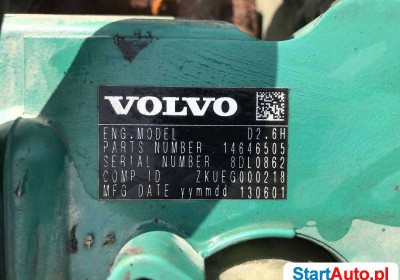 VOLVO
ENG.MODEL D2.6H
PARTS NUMBER 14646505
SERIAL NUMBER 8DL0862
COMP ID ZKUEG000218
MFG DATE yymmdd 130601
StartAuto.pl